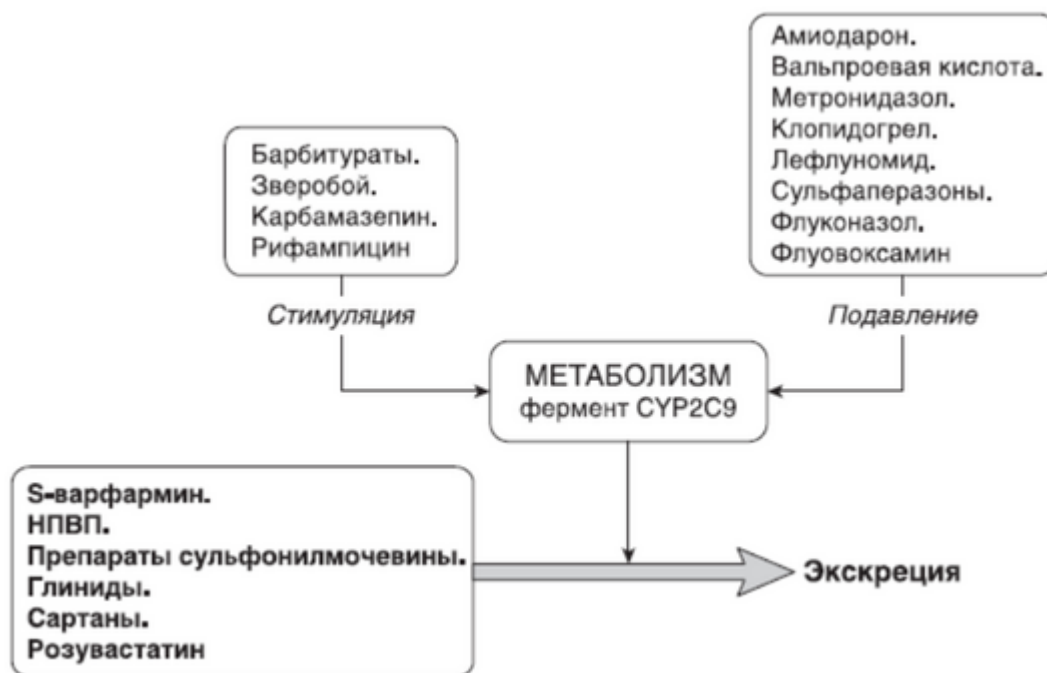 Барбитураты.
Зверобой.
Карбамазепин.
Рифампицин
Стимуляция
Амиодарон.
Вальпроевая кислота.
Метронидазол.
Клопидогрел.
Лефлуномид.
Сульфаперазоны.
Флуконазол.
Флуовоксамин
Подавление
МЕТАБОЛИЗМ
фермент CYP2C9
S-варфармин.
НПВП.
Препараты сульфонилмочевины.
Глиниды.
Сартаны.
Розувастатин
Экскреция